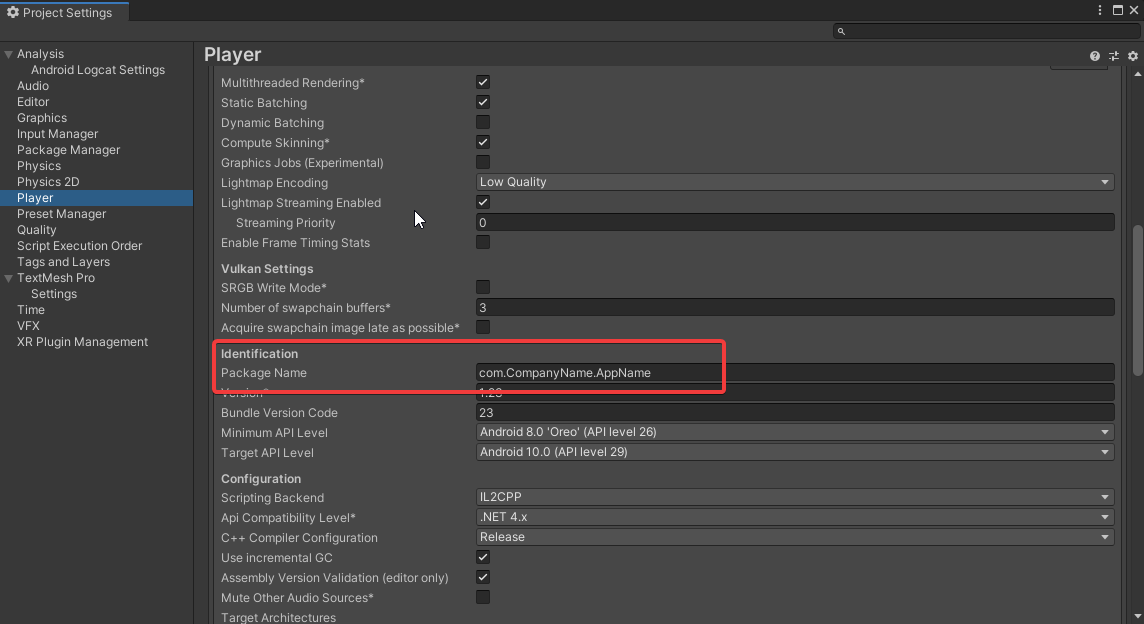 Project Settings
Analysis
Android Logcat Settings
Audio
Editor
Graphics
Input Manager
Package Manager
Physics
Physics 2D
Player
Preset Manager
Quality
Script Execution Order
Tags and Layers
TextMesh Pro
Settings
Time
VFX
XR Plugin Management
Player
Multithreaded Rendering*
Static Batching
Dynamic Batching
Compute Skinning*
Graphics Jobs (Experimental)
Lightmap Encoding Low Quality
Lightmap Streaming Enabled
Streaming Priority 0
Enable Frame Timing Stats
Vulkan Settings
SRGB Write Mode*
Number of swapchain buffers* 3
Acquire swapchain image late as possible*
Identification
Package Name com.CompanyName.AppName
Version* 1.23
Bundle Version Code 23
Minimum API Level Android 8.0 'Oreo' (API level 26)
Target API Level Android 10.0 (API level 29)
Configuration
Scripting Backend IL2CPP
Api Compatibility Level* .NET 4.x
C++ Compiler Configuration Release
Use incremental GC
Assembly Version Validation (editor only)
Mute Other Audio Sources*
Target Architectures